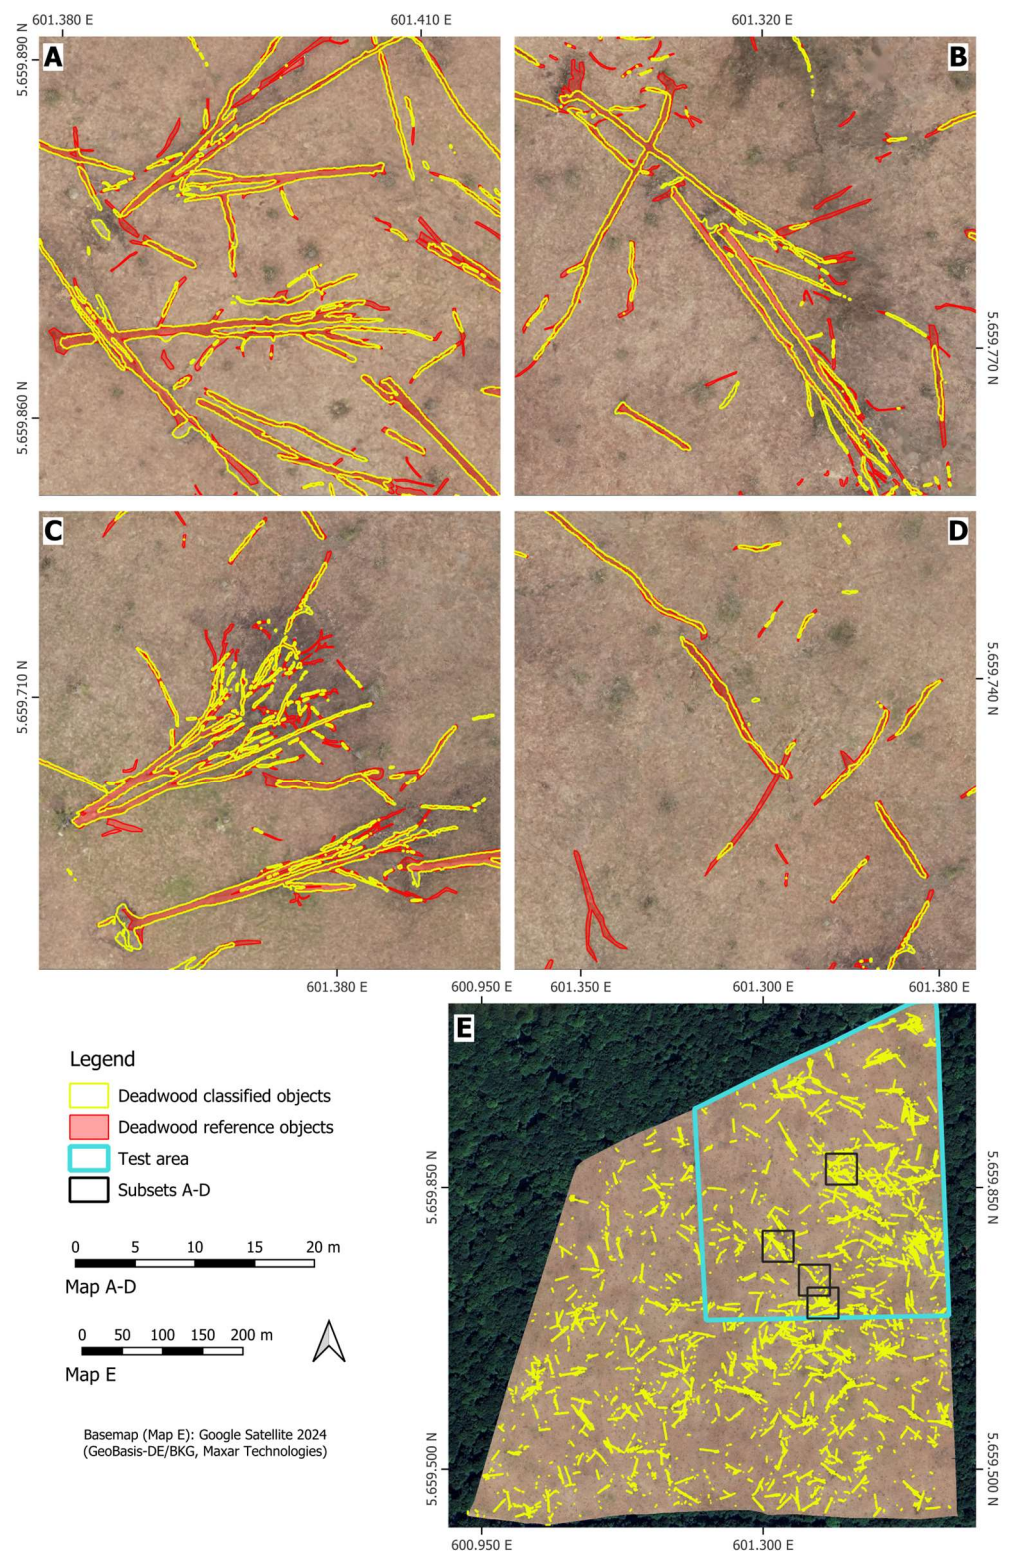 601.380 E
601.410 E
601.320 E
5.659.890 N
A
B
5.659.770 N
5.659.860 N
C
D
5.659.710 N
5.659.740 N
601.380 E
600.950 E
601.350 E
601.300 E
601.380 E
E
Legend
Deadwood classified objects
Deadwood reference objects
Test area
Subsets A-D
5.659.850 N
5.659.850 N
0 5 10 15 20 m
Map A-D
0 50 100 150 200 m
Map E
Basemap (Map E): Google Satellite 2024
(GeoBasis-DE/BKG, Maxar Technologies)
5.659.500 N
5.659.500 N
600.950 E
601.300 E